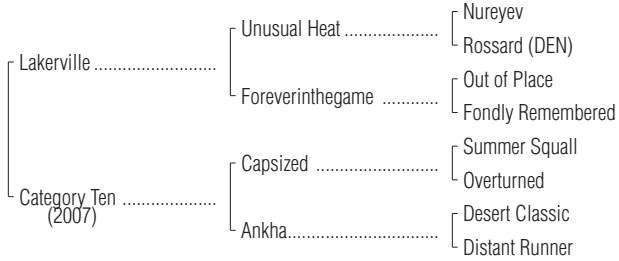 Nureyev
Unusual Heat
Rossard (DEN)
Lakerville
Out of Place
Foreverinthegame
Fondly Remembered
Summer Squall
Capsized
Overturned
Category Ten
(2007)
Desert Classic
Ankha
Distant Runner